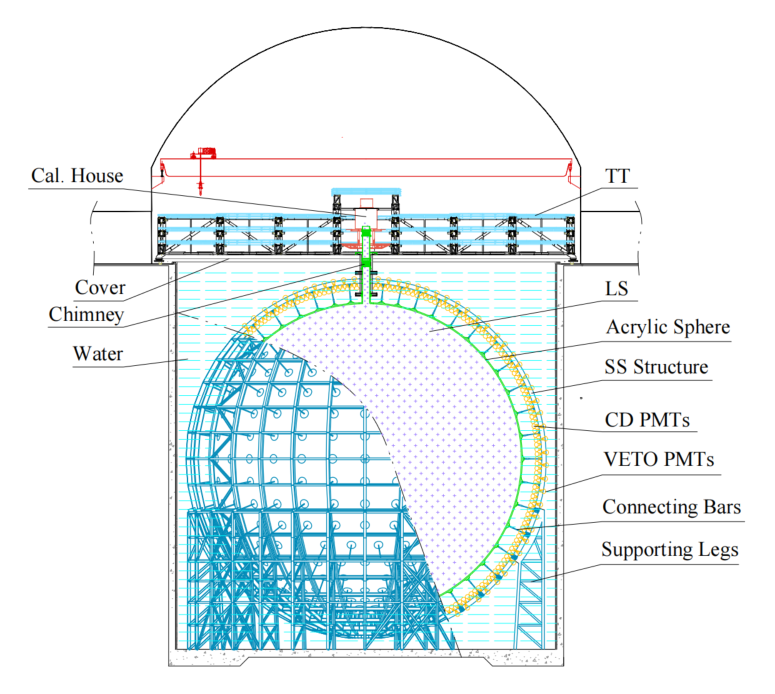 Cal. House
TT
Cover
Chimney
Water
LS
Acrylic Sphere
SS Structure
CD PMTs
VETO PMTs
Connecting Bars
Supporting Legs